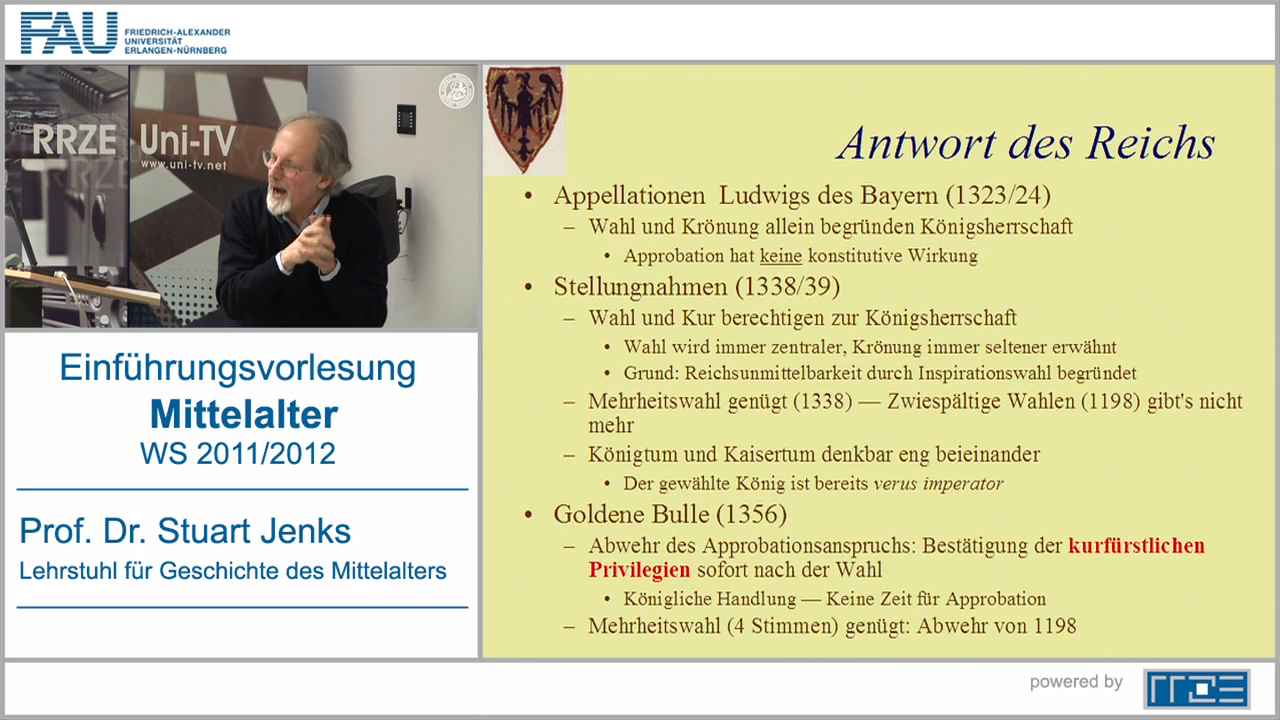 FAU
FRIEDRICH-ALEXANDER
UNIVERSITÄT
ERLANGEN-NÜRNBERG
RRZE
Uni-TV
www.uni-tv.net
Einführungsvorlesung
Mittelalter
WS 2011/2012
Prof. Dr. Stuart Jenks
Lehrstuhl für Geschichte des Mittelalters
Antwort des Reichs
• Appellationen Ludwigs des Bayern (1323/24)
– Wahl und Krönung allein begründen Königsherrschaft
• Approbation hat keine konstitutive Wirkung
• Stellungnahmen (1338/39)
– Wahl und Kur berechtigen zur Königsherrschaft
• Wahl wird immer zentraler, Krönung immer seltener erwähnt
• Grund: Reichsunmittelbarkeit durch Inspirationswahl begründet
– Mehrheitswahl genügt (1338) — Zwiespältige Wahlen (1198) gibt's nicht
mehr
– Königtum und Kaisertum denkbar eng beieinander
• Der gewählte König ist bereits verus imperator
• Goldene Bulle (1356)
– Abwehr des Approbationsanspruchs: Bestätigung der kurfürstlichen
Privilegien sofort nach der Wahl
• Königliche Handlung — Keine Zeit für Approbation
– Mehrheitswahl (4 Stimmen) genügt: Abwehr von 1198
powered by
rrze